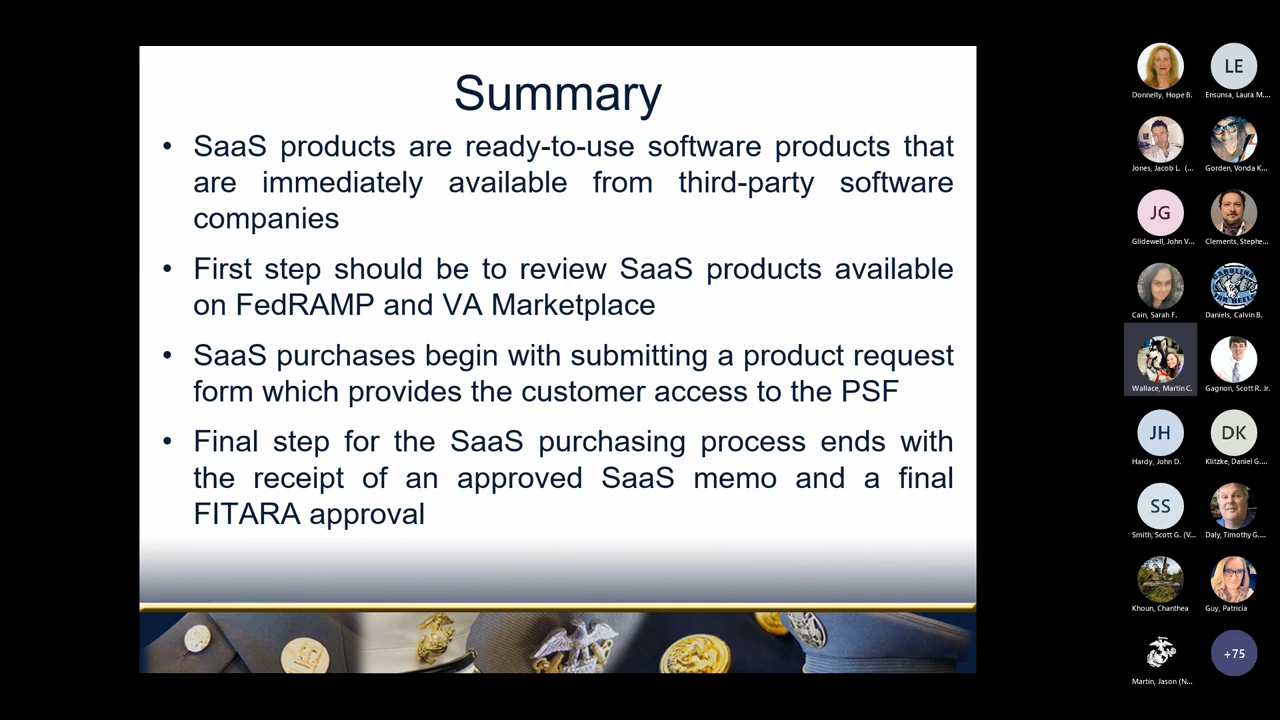 Summary
• SaaS products are ready-to-use software products that
are immediately available from third-party software
companies
• First step should be to review SaaS products available
on FedRAMP and VA Marketplace
• SaaS purchases begin with submitting a product request
form which provides the customer access to the PSF
• Final step for the SaaS purchasing process ends with
the receipt of an approved SaaS memo and a final
FITARA approval
LE
Donnelly, Hope B.
Ensunsa, Laura M....
Jones, Jacob L. (...
Gorden, Vonda K...
JG
Glidewell, John V...
Clements, Stephe...
Cain, Sarah F.
Daniels, Calvin B.
Wallace, Martin C.
Gagnon, Scott R. Jr.
JH
DK
Hardy, John D.
Klitzke, Daniel G....
SS
Smith, Scott G. (V...
Daly, Timothy G....
Khoun, Chanthea
Guy, Patricia
+75
Martin, Jason (N...